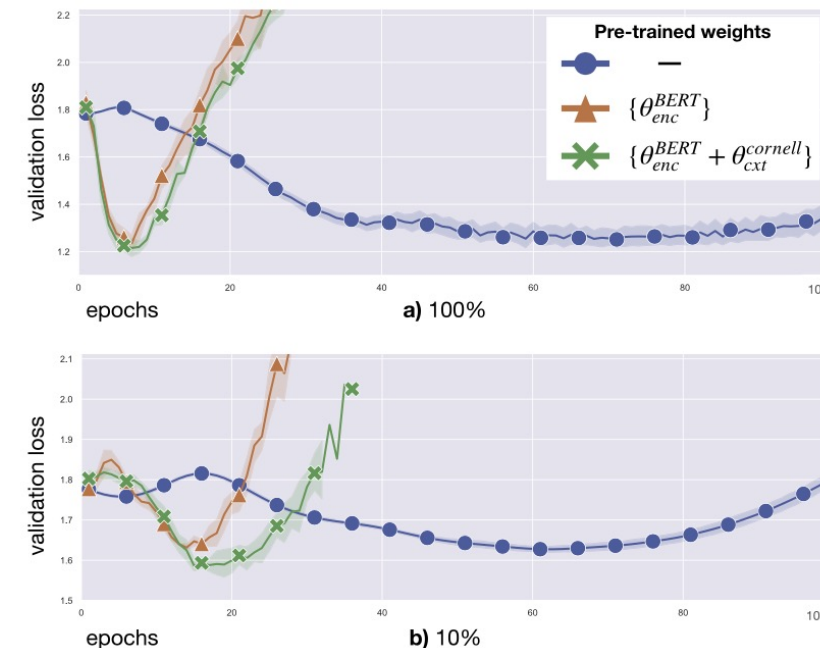 2.2
2.0
1.8
1.6
1.4
1.2
validation loss
Pre-trained weights
—
{θ_enc^BERT}
{θ_enc^BERT + θ_cxt^cornell}
0 20 40 60 80 10
epochs
a) 100%
2.1
2.0
1.9
1.8
1.7
1.6
1.5
validation loss
0 20 40 60 80 10
epochs
b) 10%